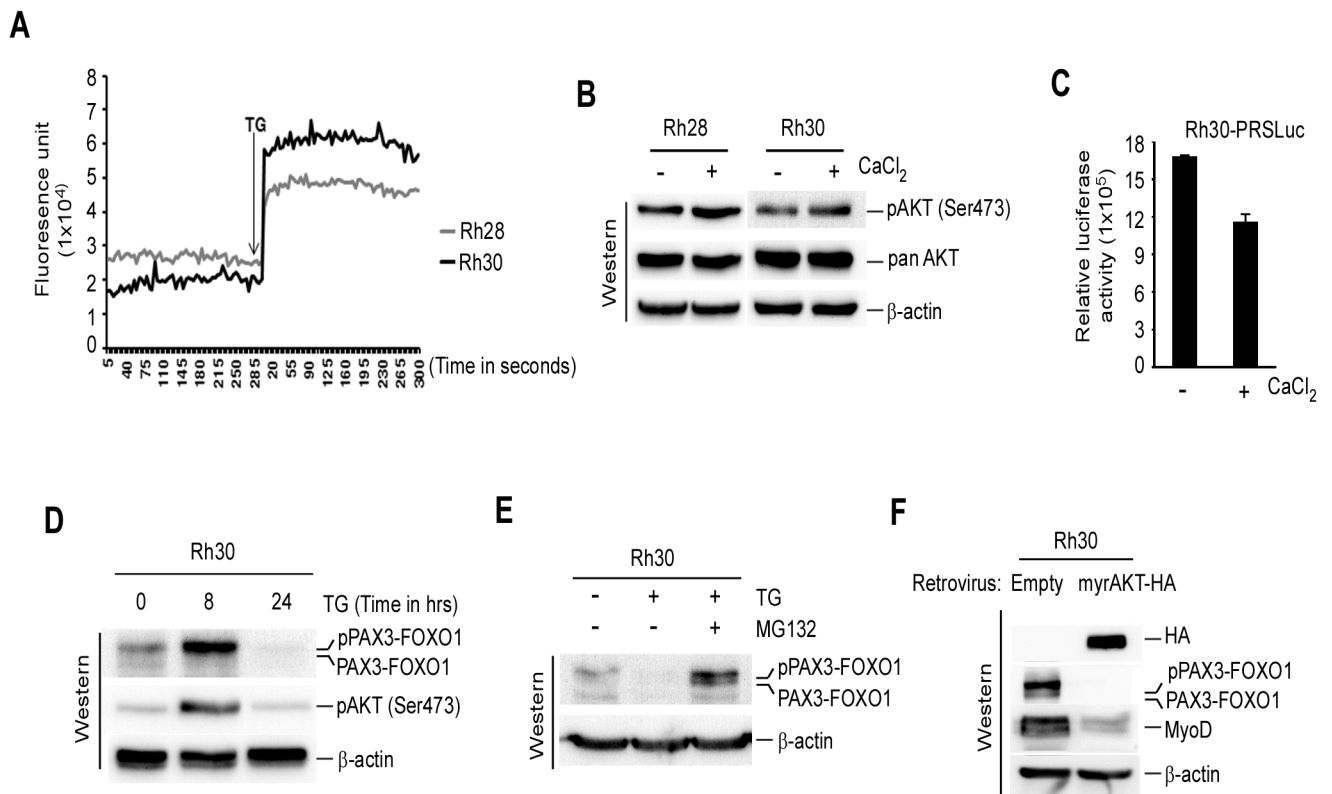 A
Fluoresence unit
(1x10⁴)
8
7
6
5
4
3
2
1
0
TG
Rh28
Rh30
5 40 75 110 145 180 215 250 285 20 55 90 125 160 195 230 265 300
(Time in seconds)
B
Rh28 Rh30
- + - + CaCl₂
Western
pAKT (Ser473)
pan AKT
β-actin
C
Rh30-PRSLuc
Relative luciferase
activity (1x10⁵)
18
15
12
9
6
3
0
- + CaCl₂
D
Rh30
0 8 24 TG (Time in hrs)
Western
pPAX3-FOXO1
PAX3-FOXO1
pAKT (Ser473)
β-actin
E
Rh30
- + + TG
- - + MG132
Western
pPAX3-FOXO1
PAX3-FOXO1
β-actin
F
Rh30
Retrovirus: Empty myrAKT-HA
Western
HA
pPAX3-FOXO1
PAX3-FOXO1
MyoD
β-actin